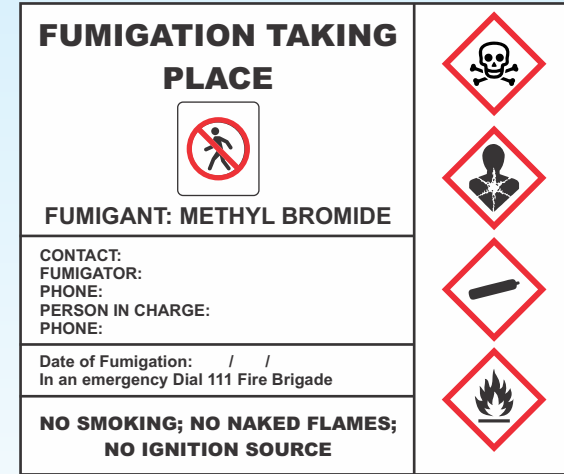 FUMIGATION TAKING
PLACE
FUMIGANT: METHYL BROMIDE
CONTACT:
FUMIGATOR:
PHONE:
PERSON IN CHARGE:
PHONE:
Date of Fumigation: / /
In an emergency Dial 111 Fire Brigade
NO SMOKING; NO NAKED FLAMES;
NO IGNITION SOURCE